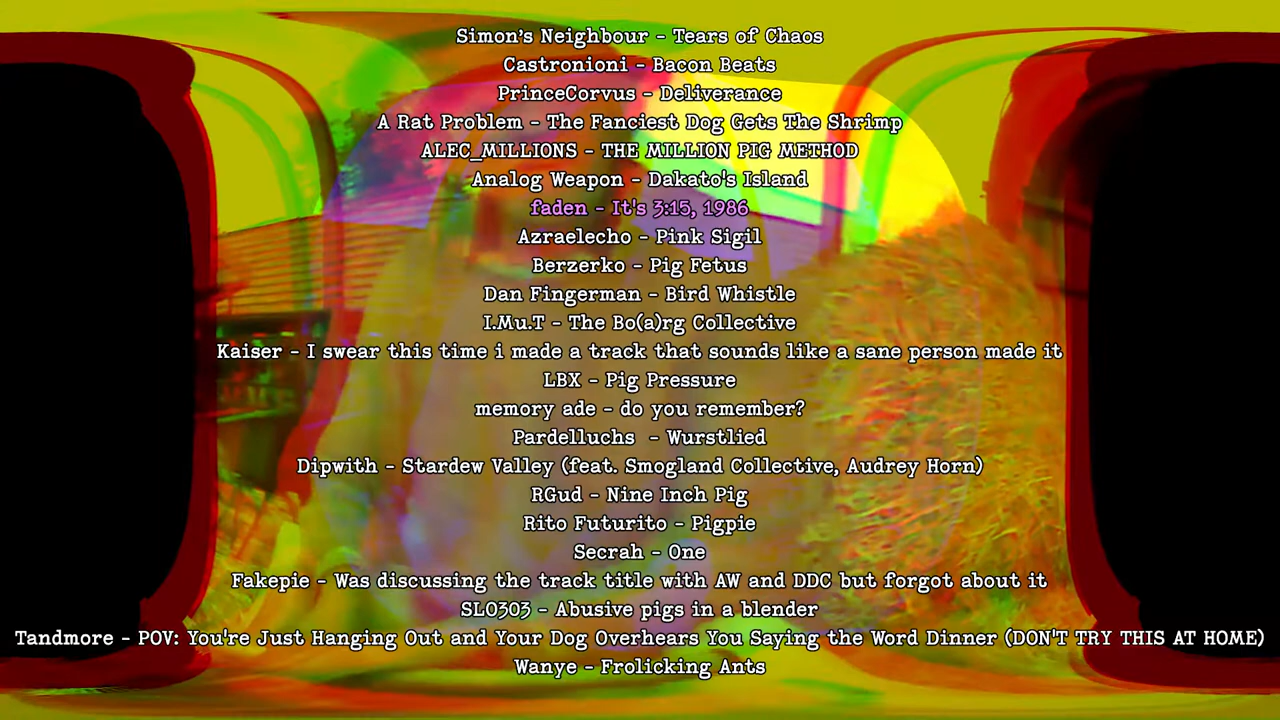 Simon's Neighbour - Tears of Chaos
Castronioni - Bacon Beats
PrinceCorvus - Deliverance
A Rat Problem - The Fanciest Dog Gets The Shrimp
ALEC_MILLIONS - THE MILLION PIG METHOD
Analog Weapon - Dakato's Island
faden - It's 3:15, 1986
Azraelecho - Pink Sigil
Berzerko - Pig Fetus
Dan Fingerman - Bird Whistle
I.Mu.T - The Bo(a)rg Collective
Kaiser - I swear this time i made a track that sounds like a sane person made it
LBX - Pig Pressure
memory ade - do you remember?
Pardelluchs - Wurstlied
Dipwith - Stardew Valley (feat. Smogland Collective, Audrey Horn)
RGud - Nine Inch Pig
Rito Futurito - Pigpie
Secrah - One
Fakepie - Was discussing the track title with AW and DDC but forgot about it
SL0303 - Abusive pigs in a blender
Tandmore - POV: You're Just Hanging Out and Your Dog Overhears You Saying the Word Dinner (DON'T TRY THIS AT HOME)
Wanye - Frolicking Ants